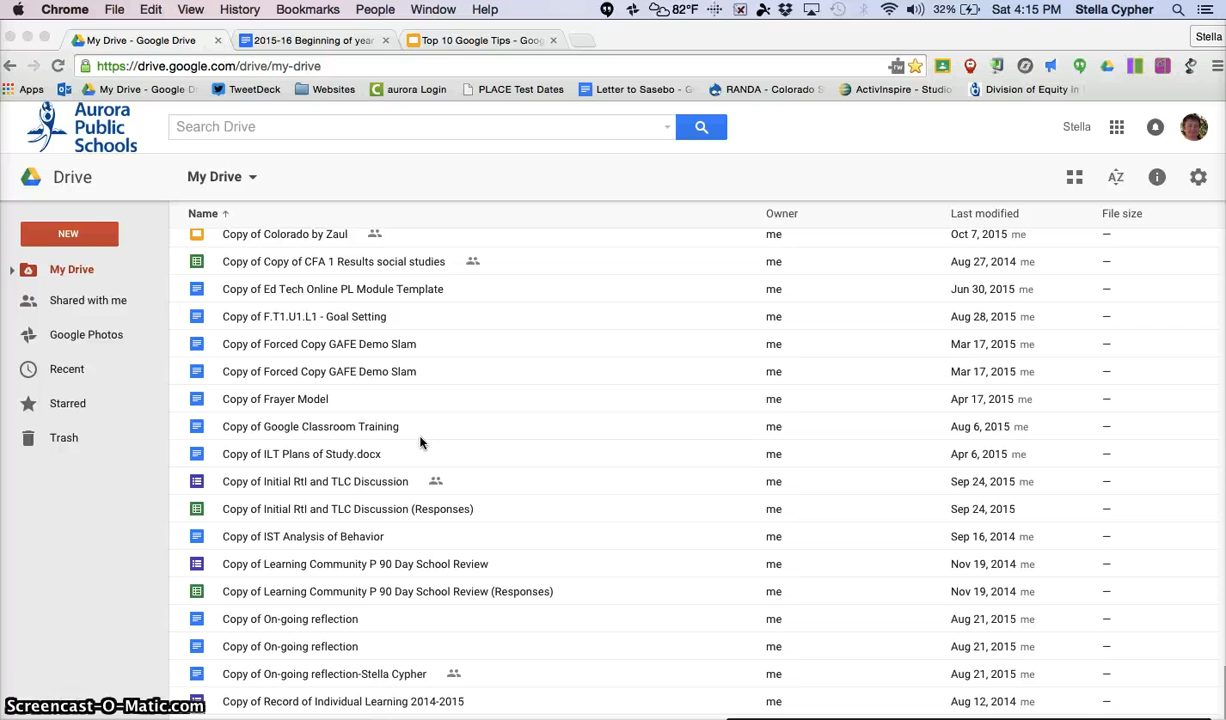 Chrome File Edit View History Bookmarks People Window Help 82°F 32% Sat 4:15 PM Stella Cypher
My Drive - Google Drive × 2015-16 Beginning of year × Top 10 Google Tips - Goog × Stella
https://drive.google.com/drive/my-drive
Apps My Drive - Google D TweetDeck Websites aurora Login PLACE Test Dates Letter to Sasebo - G RANDA - Colorado S ActivInspire - Studio Division of Equity in
Aurora
Public
Schools
Search Drive
Stella
Drive
My Drive
AZ
NEW
My Drive
Shared with me
Google Photos
Recent
Starred
Trash
Name ↑ Owner Last modified File size
Copy of Colorado by Zaul me Oct 7, 2015 me —
Copy of Copy of CFA 1 Results social studies me Aug 27, 2014 me —
Copy of Ed Tech Online PL Module Template me Jun 30, 2015 me —
Copy of F.T1.U1.L1 - Goal Setting me Aug 28, 2015 me —
Copy of Forced Copy GAFE Demo Slam me Mar 17, 2015 me —
Copy of Forced Copy GAFE Demo Slam me Mar 17, 2015 me —
Copy of Frayer Model me Apr 17, 2015 me —
Copy of Google Classroom Training me Aug 6, 2015 me —
Copy of ILT Plans of Study.docx me Apr 6, 2015 me —
Copy of Initial RtI and TLC Discussion me Sep 24, 2015 me —
Copy of Initial RtI and TLC Discussion (Responses) me Sep 24, 2015 —
Copy of IST Analysis of Behavior me Sep 16, 2014 me —
Copy of Learning Community P 90 Day School Review me Nov 19, 2014 me —
Copy of Learning Community P 90 Day School Review (Responses) me Nov 19, 2014 me —
Copy of On-going reflection me Aug 21, 2015 me —
Copy of On-going reflection me Aug 21, 2015 me —
Copy of On-going reflection-Stella Cypher me Aug 21, 2015 me —
Copy of Record of Individual Learning 2014-2015 me Aug 12, 2014 me —
Screencast-O-Matic.com